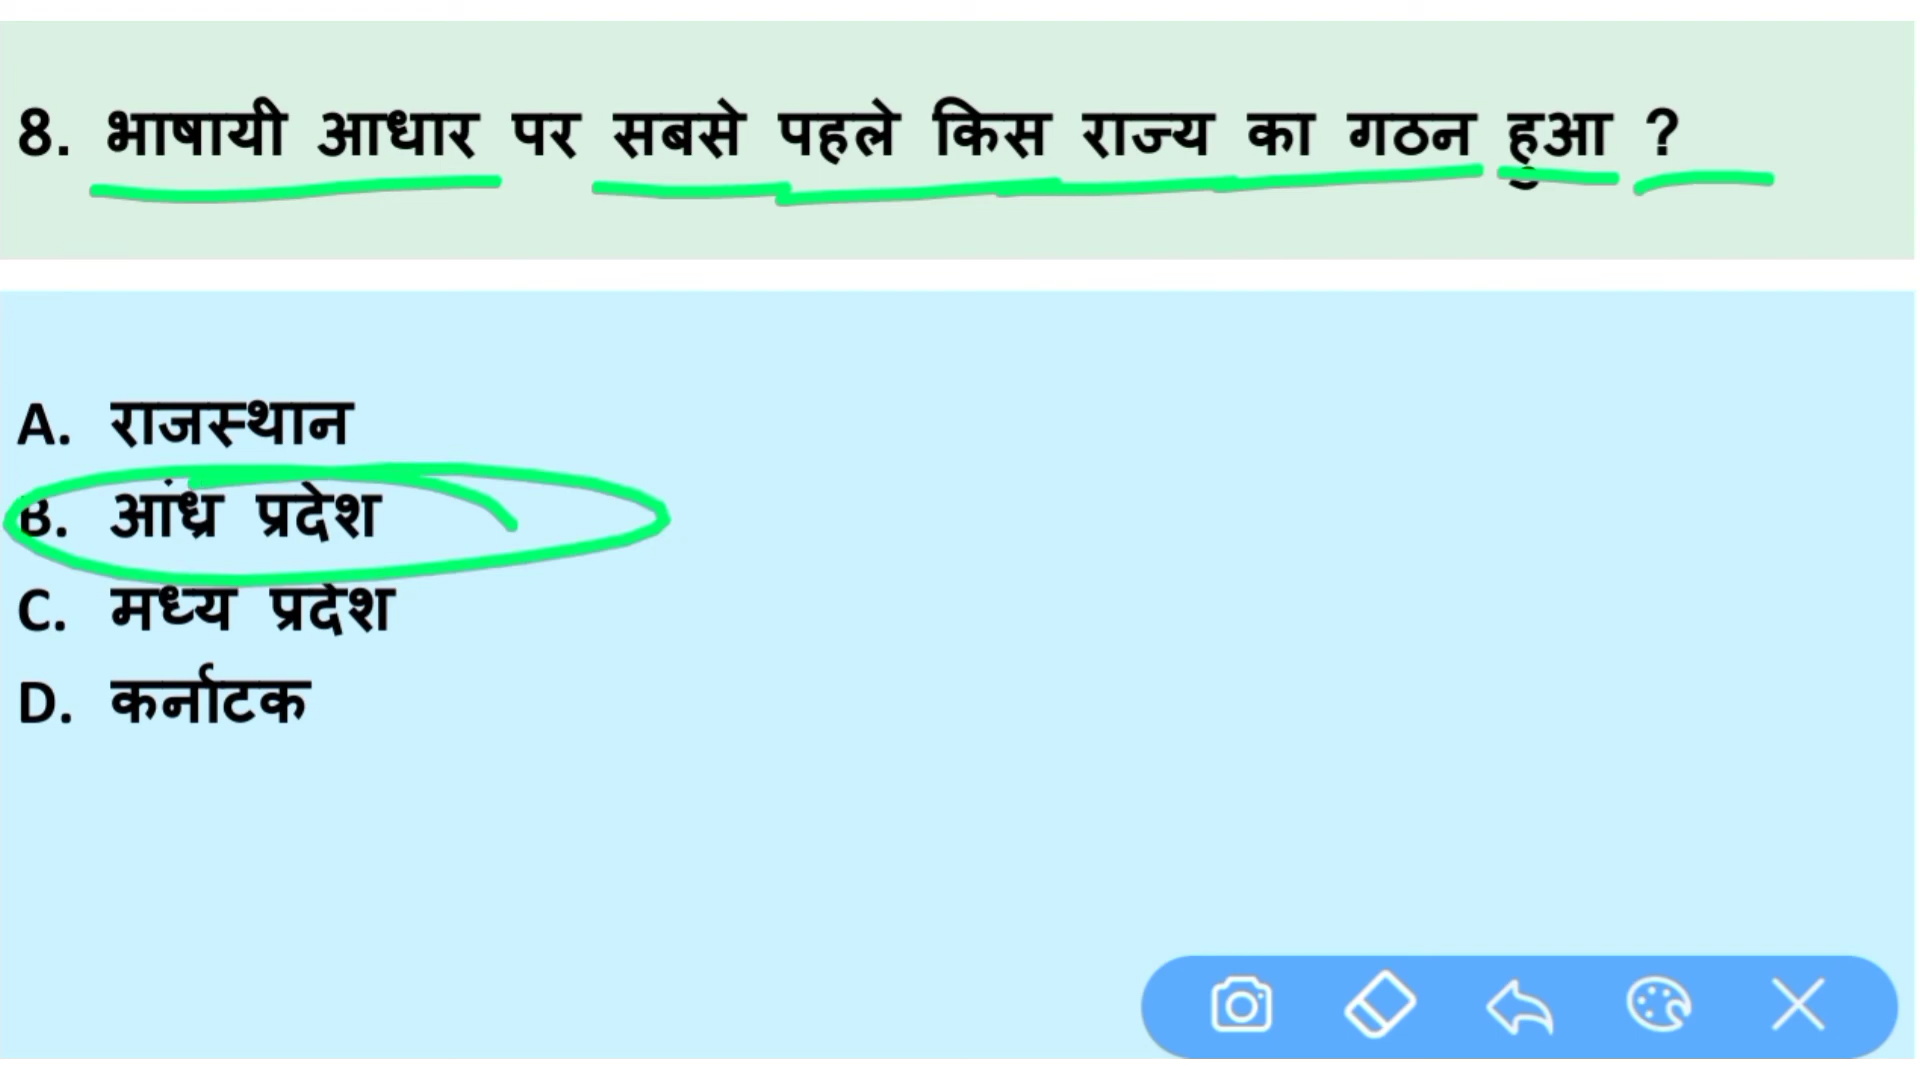 8. भाषायी आधार पर सबसे पहले किस राज्य का गठन हुआ ?
A. राजस्थान
B. आंध्र प्रदेश
C. मध्य प्रदेश
D. कर्नाटक